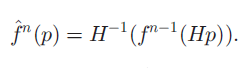 f̂ⁿ(p) = H⁻¹(fⁿ⁻¹(Hp)).